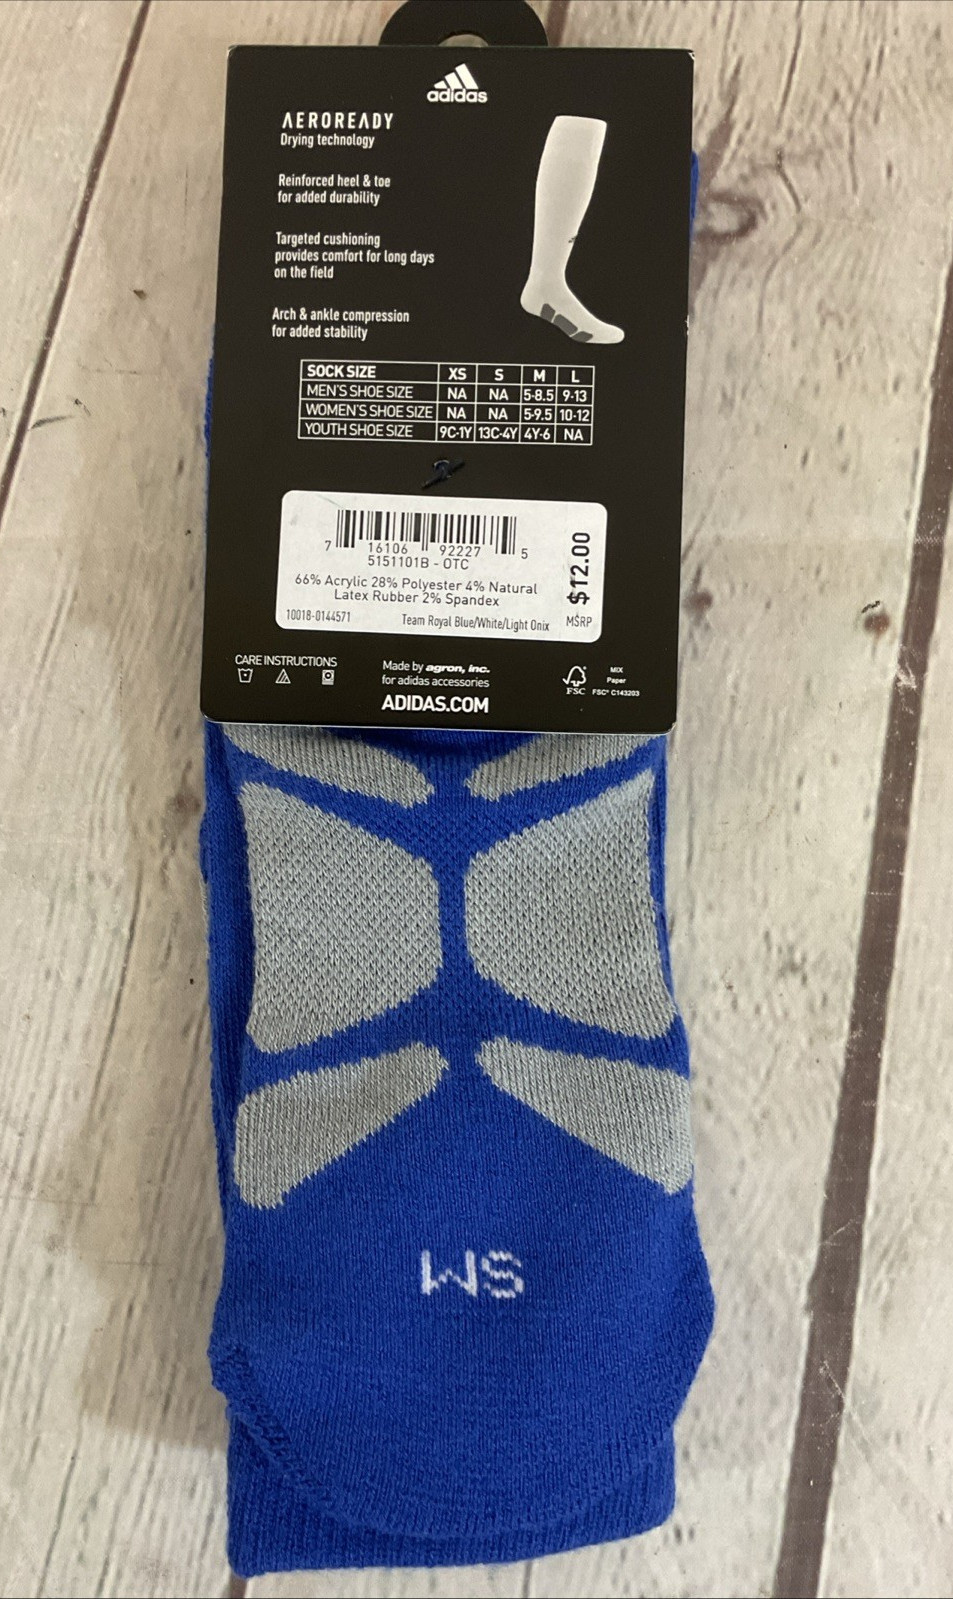 adidas
AEROREADY
Drying technology
Reinforced heel & toe
for added durability
Targeted cushioning
provides comfort for long days
on the field
Arch & ankle compression
for added stability
SOCK SIZE XS S M L
MEN'S SHOE SIZE NA NA 5-8.5 9-13
WOMEN'S SHOE SIZE NA NA 5-9.5 10-12
YOUTH SHOE SIZE 9C-1Y 13C-4Y 4Y-6 NA
7 16106 92227 5
5151101B - OTC
66% Acrylic 28% Polyester 4% Natural
Latex Rubber 2% Spandex
10018-0144571 Team Royal Blue/White/Light Onix
$12.00
MSRP
CARE INSTRUCTIONS
Made by agron, inc.
for adidas accessories
ADIDAS.COM
FSC
MIX
Paper
FSC® C143203
SM